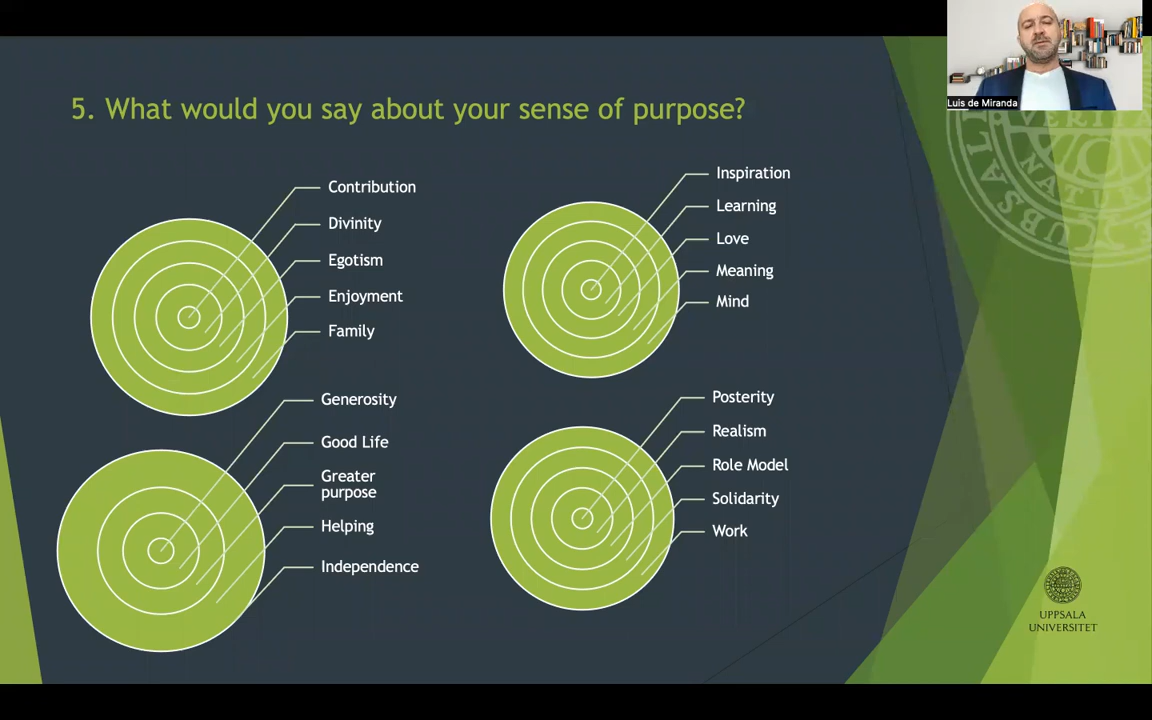 Luis de Miranda
5. What would you say about your sense of purpose?
Contribution
Divinity
Egotism
Enjoyment
Family
Inspiration
Learning
Love
Meaning
Mind
Generosity
Good Life
Greater
purpose
Helping
Independence
Posterity
Realism
Role Model
Solidarity
Work
UPPSALA
UNIVERSITET